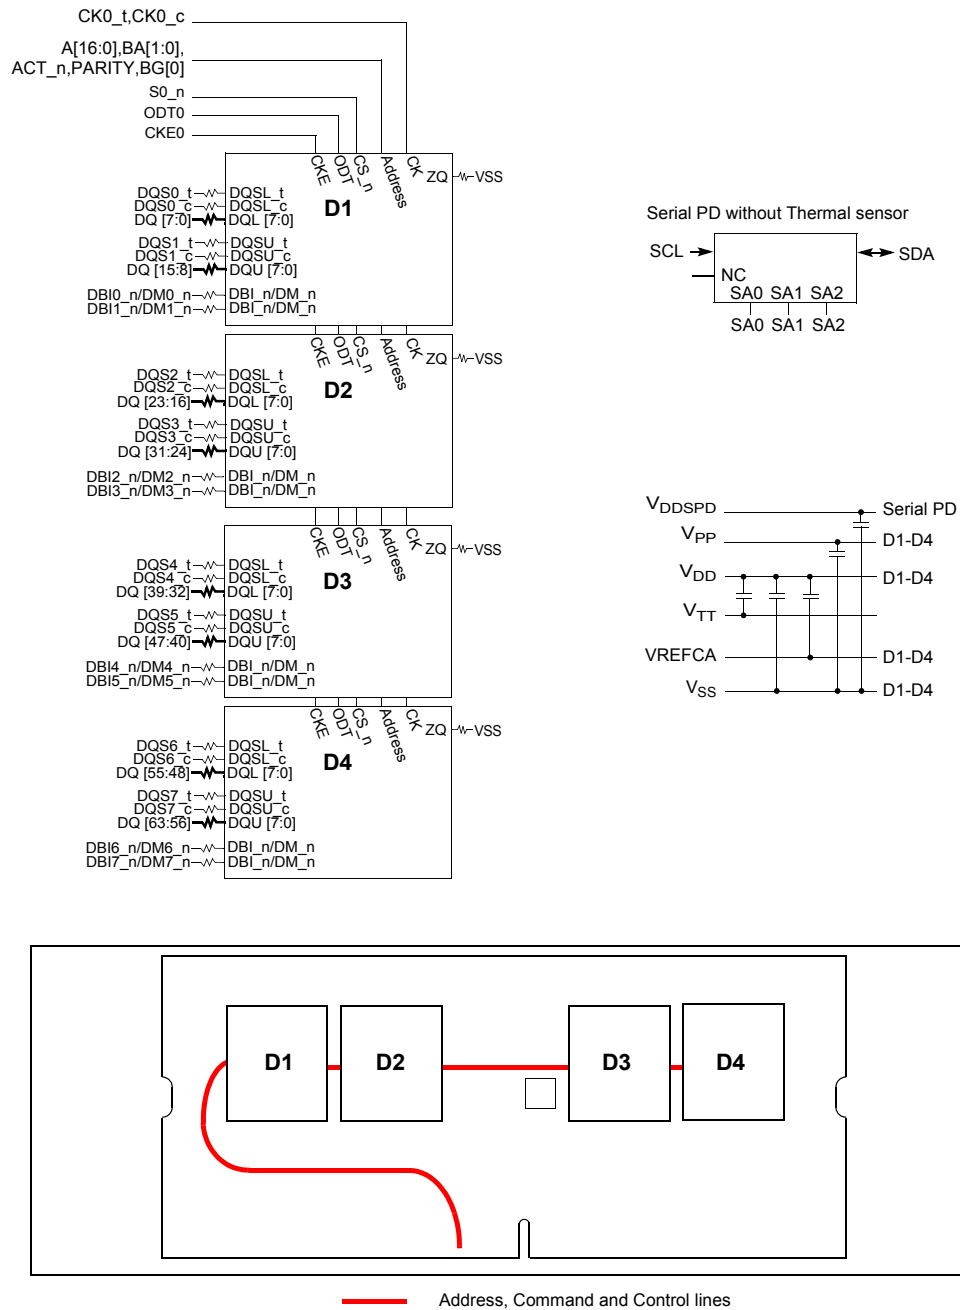 CK0_t,CK0_c
A[16:0],BA[1:0],
ACT_n,PARITY,BG[0]
S0_n
ODT0
CKE0
CKE
ODT
CS_n
Address
CK
ZQ
VSS
D1
DQS0_t
DQSL_t
DQS0_c
DQSL_c
DQ [7:0]
DQL [7:0]
DQS1_t
DQSU_t
DQS1_c
DQSU_c
DQ [15:8]
DQU [7:0]
DBI0_n/DM0_n
DBI_n/DM_n
DBI1_n/DM1_n
DBI_n/DM_n
CKE
ODT
CS_n
Address
CK
ZQ
VSS
D2
DQS2_t
DQSL_t
DQS2_c
DQSL_c
DQ [23:16]
DQL [7:0]
DQS3_t
DQSU_t
DQS3_c
DQSU_c
DQ [31:24]
DQU [7:0]
DBI2_n/DM2_n
DBI_n/DM_n
DBI3_n/DM3_n
DBI_n/DM_n
CKE
ODT
CS_n
Address
CK
ZQ
VSS
D3
DQS4_t
DQSL_t
DQS4_c
DQSL_c
DQ [39:32]
DQL [7:0]
DQS5_t
DQSU_t
DQS5_c
DQSU_c
DQ [47:40]
DQU [7:0]
DBI4_n/DM4_n
DBI_n/DM_n
DBI5_n/DM5_n
DBI_n/DM_n
CKE
ODT
CS_n
Address
CK
ZQ
VSS
D4
DQS6_t
DQSL_t
DQS6_c
DQSL_c
DQ [55:48]
DQL [7:0]
DQS7_t
DQSU_t
DQS7_c
DQSU_c
DQ [63:56]
DQU [7:0]
DBI6_n/DM6_n
DBI_n/DM_n
DBI7_n/DM7_n
DBI_n/DM_n
Serial PD without Thermal sensor
SCL
SDA
NC
SA0 SA1 SA2
SA0 SA1 SA2
VDDSPD
Serial PD
VPP
D1-D4
VDD
D1-D4
VTT
VREFCA
D1-D4
VSS
D1-D4
D1
D2
D3
D4
Address, Command and Control lines